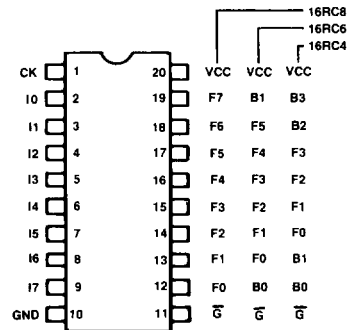 16RC8
16RC6
16RC4
CK 1 20 VCC VCC VCC
I0 2 19 F7 B1 B3
I1 3 18 F6 F5 B2
I2 4 17 F5 F4 F3
I3 5 16 F4 F3 F2
I4 6 15 F3 F2 F1
I5 7 14 F2 F1 F0
I6 8 13 F1 F0 B1
I7 9 12 F0 B0 B0
GND 10 11 G̅ G̅ G̅